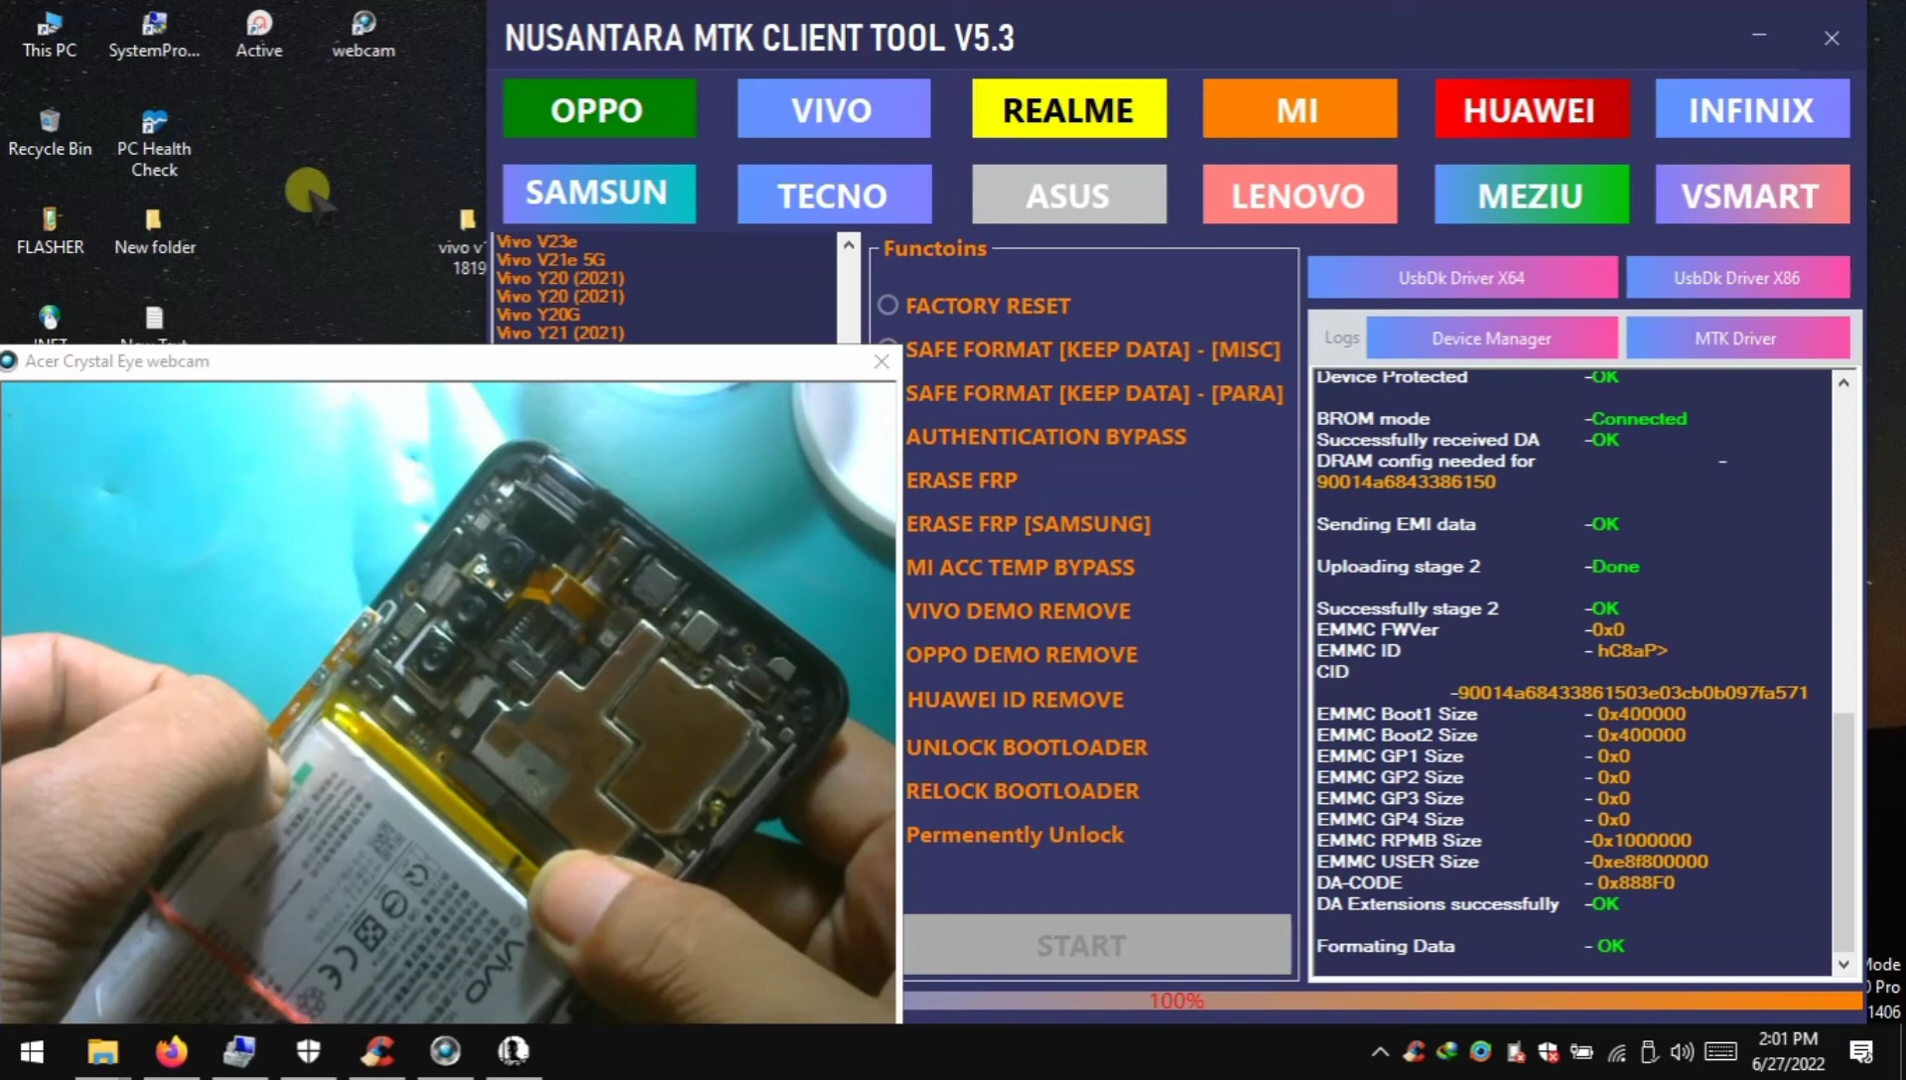 This PC
SystemPro...
Active
webcam
Recycle Bin
PC Health
Check
FLASHER
New folder
vivo v
1819
NUSANTARA MTK CLIENT TOOL V5.3
OPPO
VIVO
REALME
MI
HUAWEI
INFINIX
SAMSUN
TECNO
ASUS
LENOVO
MEZIU
VSMART
Vivo V23e
Vivo V21e 5G
Vivo Y20 (2021)
Vivo Y20 (2021)
Vivo Y20G
Vivo Y21 (2021)
Functoins
FACTORY RESET
SAFE FORMAT [KEEP DATA] - [MISC]
SAFE FORMAT [KEEP DATA] - [PARA]
AUTHENTICATION BYPASS
ERASE FRP
ERASE FRP [SAMSUNG]
MI ACC TEMP BYPASS
VIVO DEMO REMOVE
OPPO DEMO REMOVE
HUAWEI ID REMOVE
UNLOCK BOOTLOADER
RELOCK BOOTLOADER
Permenently Unlock
START
100%
UsbDk Driver X64
UsbDk Driver X86
Logs
Device Manager
MTK Driver
Device Protected -OK
BROM mode -Connected
Successfully received DA -OK
DRAM config needed for -
90014a6843386150
Sending EMI data -OK
Uploading stage 2 -Done
Successfully stage 2 -OK
EMMC FWVer -0x0
EMMC ID - hC8aP>
CID
-90014a68433861503e03cb0b097fa571
EMMC Boot1 Size - 0x400000
EMMC Boot2 Size - 0x400000
EMMC GP1 Size - 0x0
EMMC GP2 Size - 0x0
EMMC GP3 Size - 0x0
EMMC GP4 Size - 0x0
EMMC RPMB Size -0x1000000
EMMC USER Size -0xe8f800000
DA-CODE - 0x888F0
DA Extensions successfully -OK
Formating Data - OK
Acer Crystal Eye webcam
vivo
CE
Mode
0 Pro
1406
2:01 PM
6/27/2022